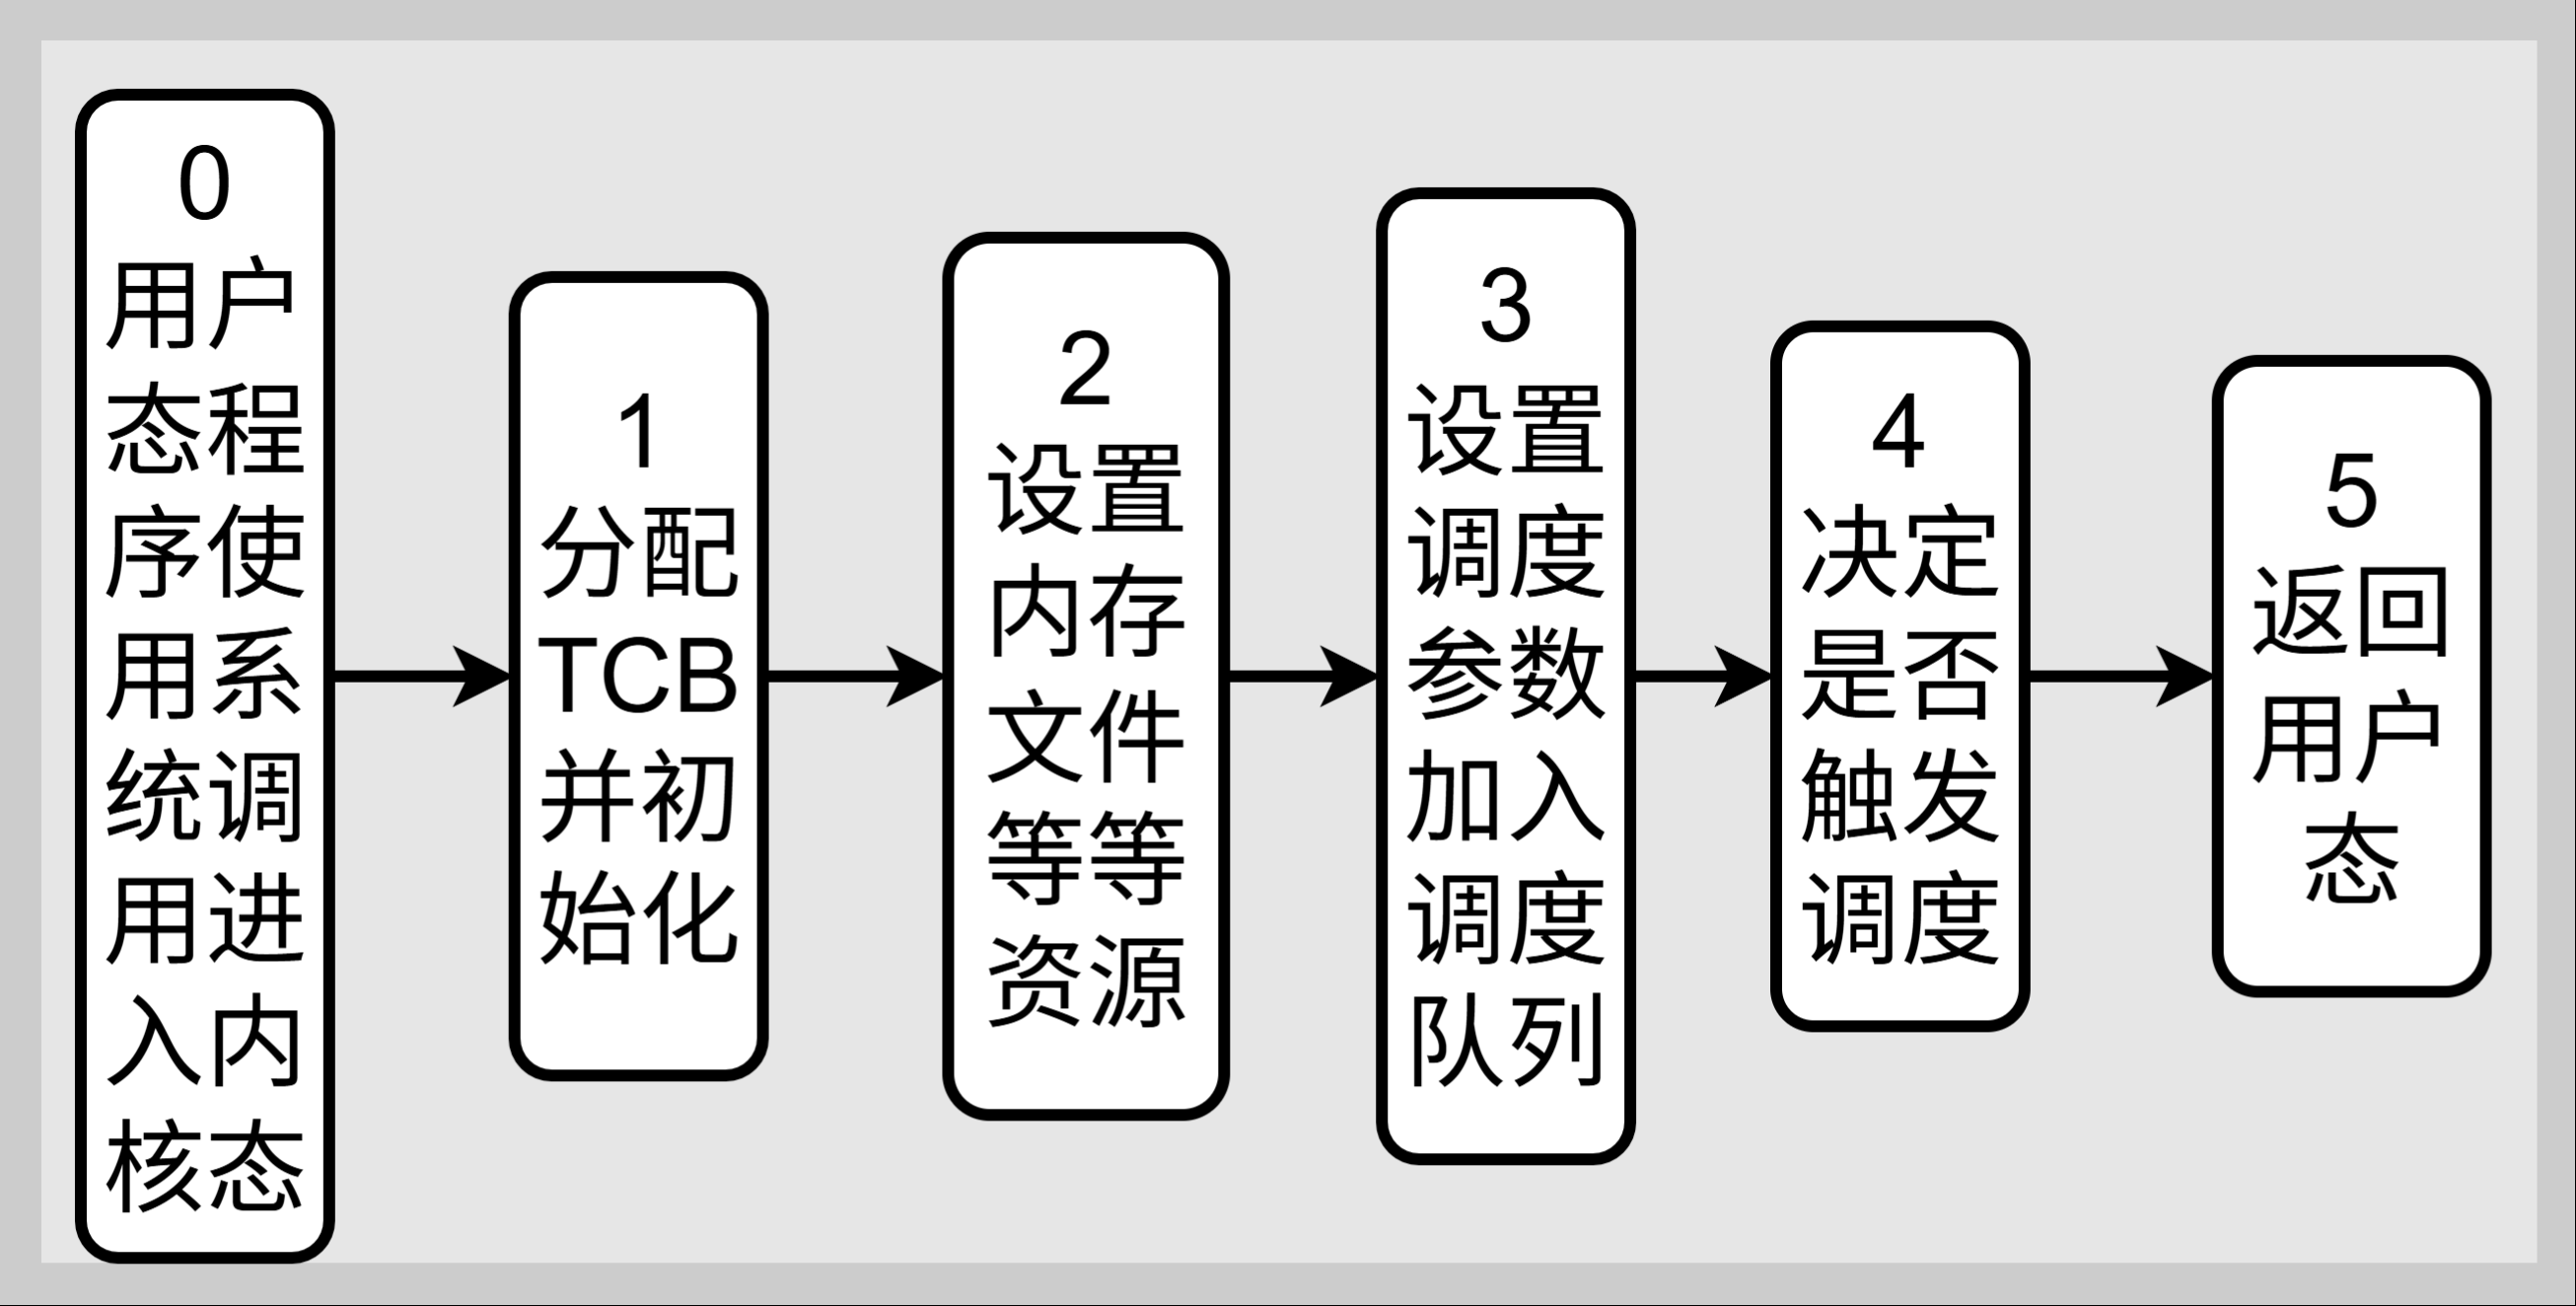 0
用户
态程
序使
用系
统调
用进
入内
核态
1
分配
TCB
并初
始化
2
设置
内存
文件
等等
资源
3
设置
调度
参数
加入
调度
队列
4
决定
是否
触发
调度
5
返回
用户
态